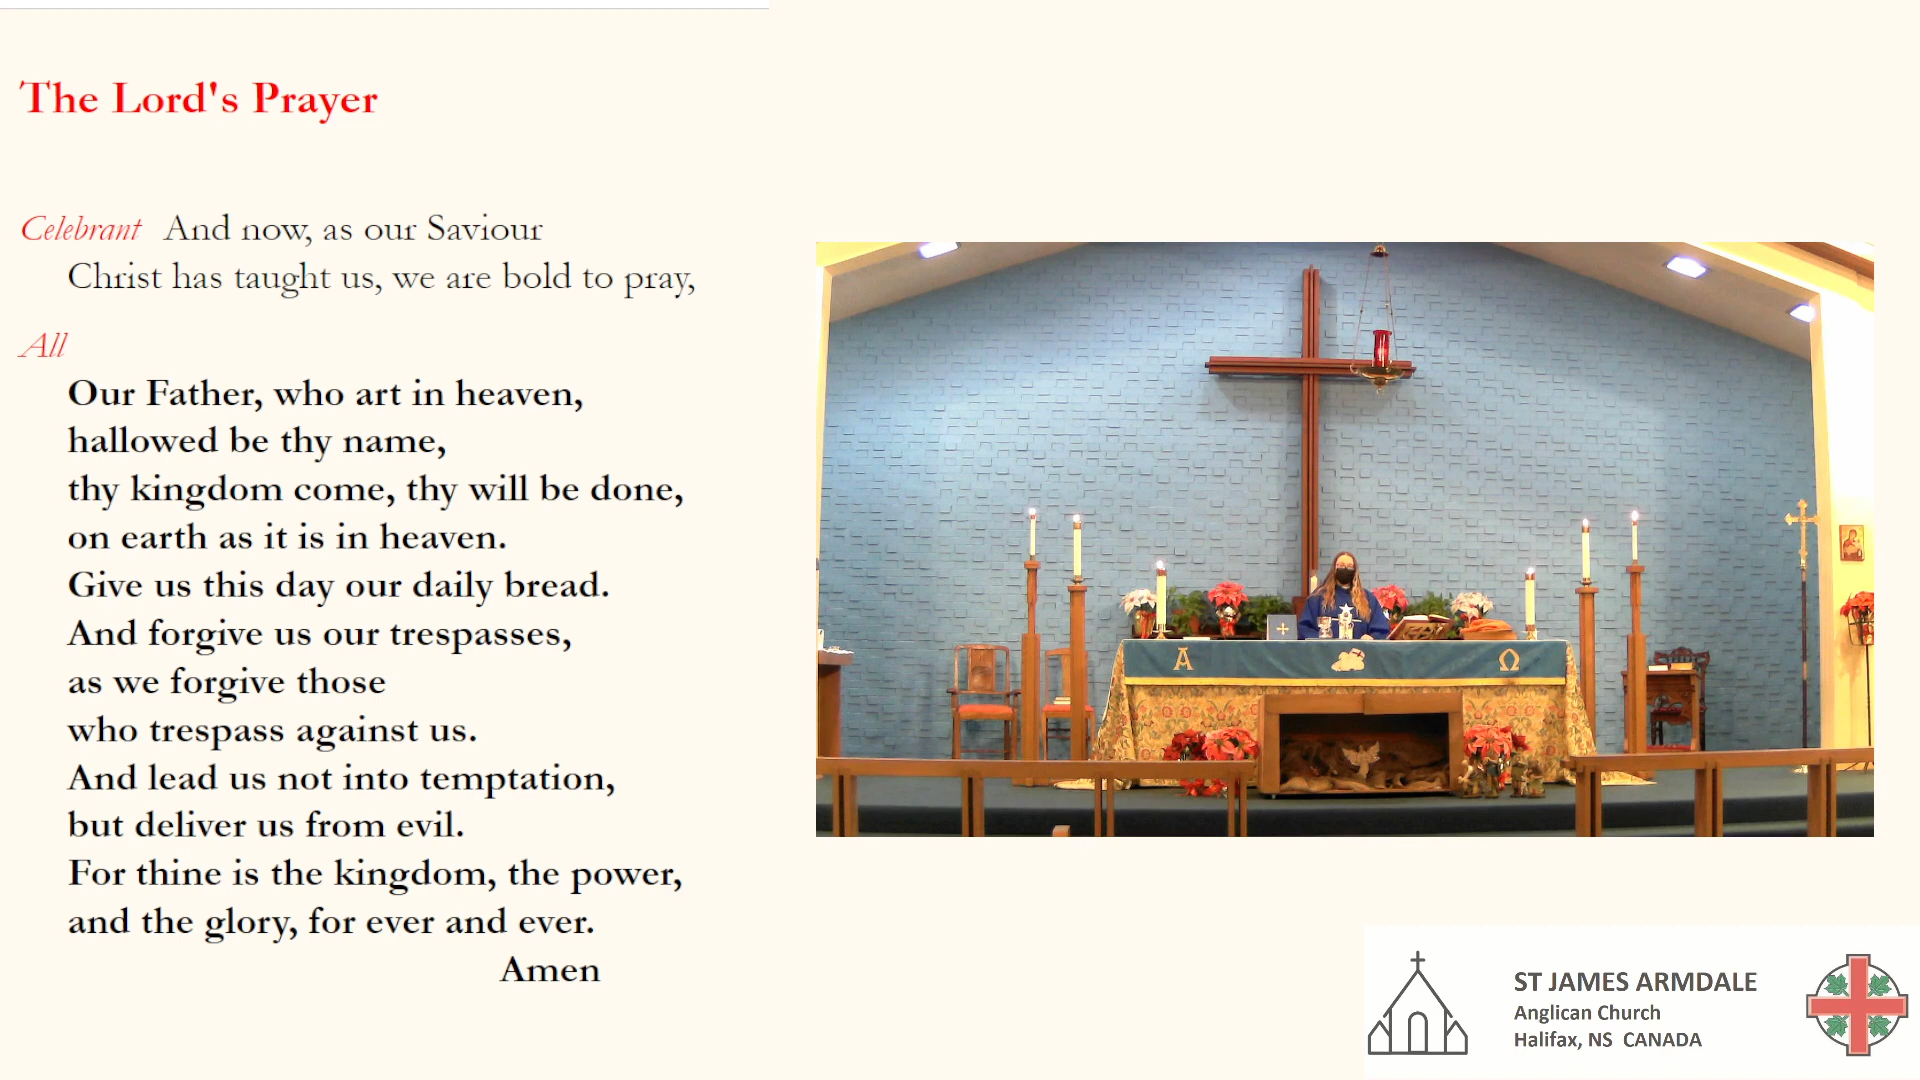 The Lord's Prayer
Celebrant And now, as our Saviour
Christ has taught us, we are bold to pray,
All
Our Father, who art in heaven,
hallowed be thy name,
thy kingdom come, thy will be done,
on earth as it is in heaven.
Give us this day our daily bread.
And forgive us our trespasses,
as we forgive those
who trespass against us.
And lead us not into temptation,
but deliver us from evil.
For thine is the kingdom, the power,
and the glory, for ever and ever.
Amen
Α Ω
ST JAMES ARMDALE
Anglican Church
Halifax, NS CANADA